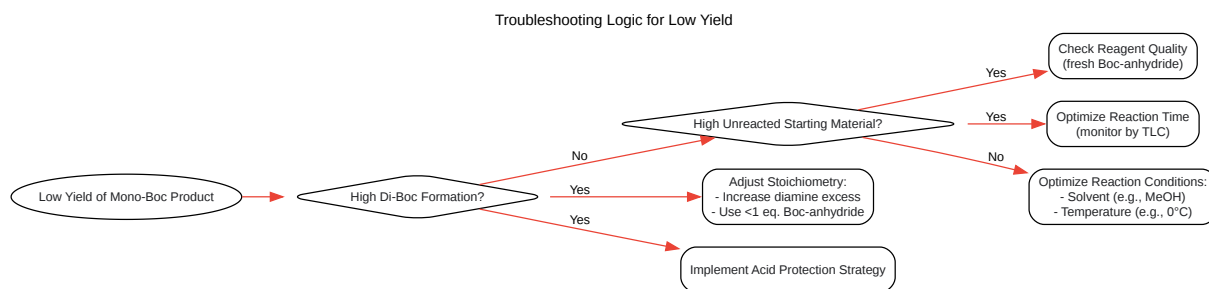 Troubleshooting Logic for Low Yield
Check Reagent Quality
(fresh Boc-anhydride)
Yes
High Unreacted Starting Material?
Yes
Optimize Reaction Time
(monitor by TLC)
No
No
Optimize Reaction Conditions:
- Solvent (e.g., MeOH)
- Temperature (e.g., 0°C)
Low Yield of Mono-Boc Product
High Di-Boc Formation?
Yes
Adjust Stoichiometry:
- Increase diamine excess
- Use <1 eq. Boc-anhydride
Yes
Implement Acid Protection Strategy